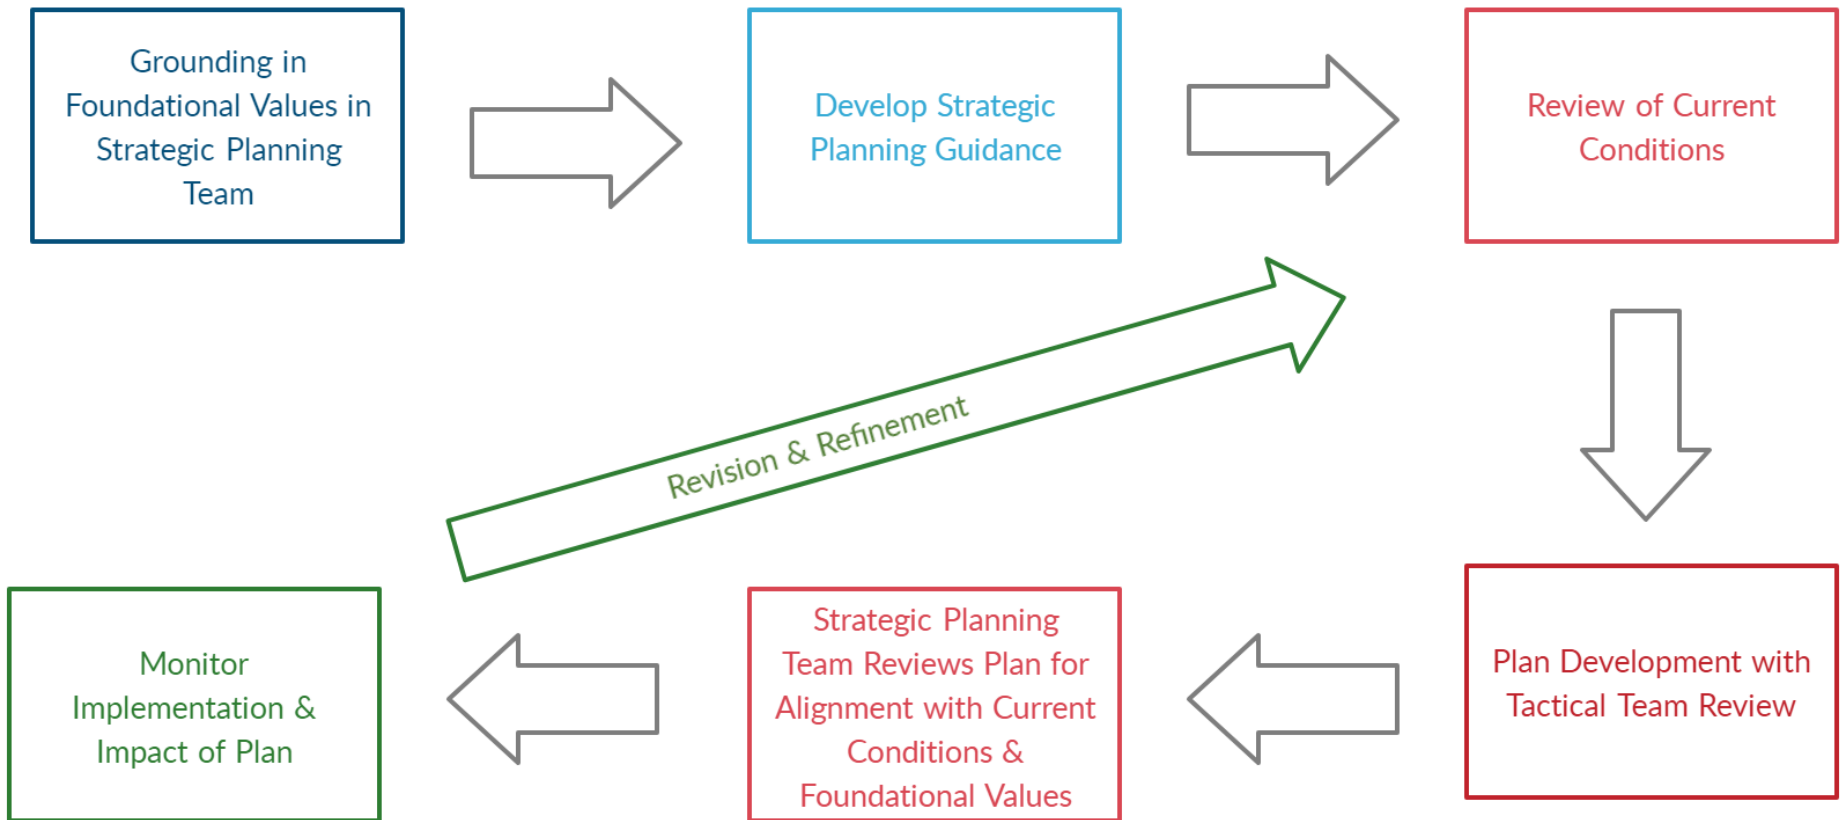 Grounding in
Foundational Values in
Strategic Planning
Team
Develop Strategic
Planning Guidance
Review of Current
Conditions
Revision & Refinement
Monitor
Implementation &
Impact of Plan
Strategic Planning
Team Reviews Plan for
Alignment with Current
Conditions &
Foundational Values
Plan Development with
Tactical Team Review